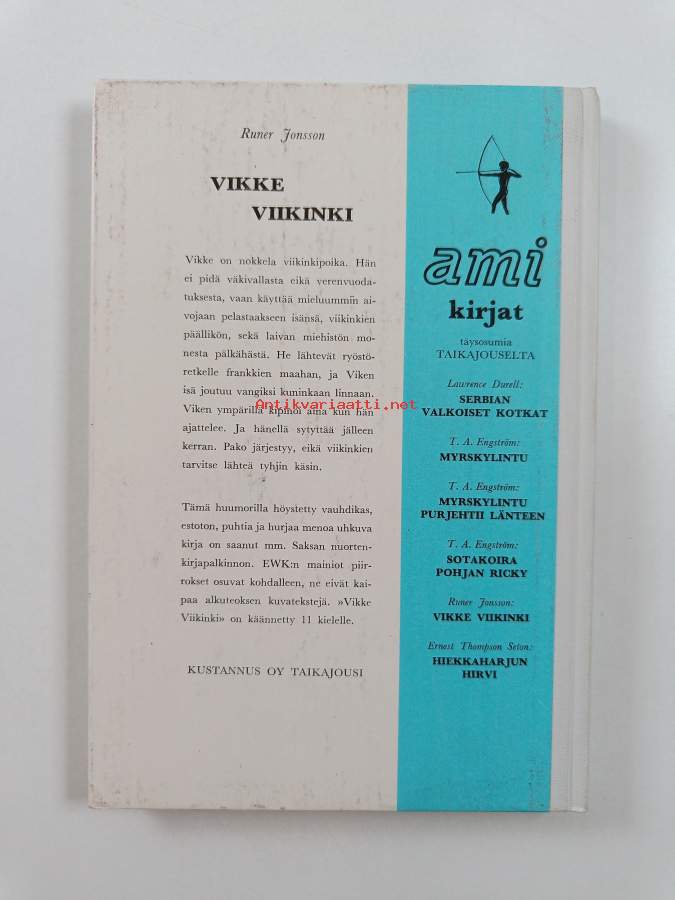 Runer Jonsson
VIKKE
VIIKINKI
Vikke on nokkela viikinkipoika. Hän
ei pidä väkivallasta eikä verenvuoda-
tuksesta, vaan käyttää mieluummin ai-
vojaan pelastaakseen isänsä, viikinkien
päällikön, sekä laivan miehistön mo-
nesta pälkähästä. He lähtevät ryöstö-
retkelle frankkien maahan, ja Viken
isä joutuu vangiksi kuninkaan linnaan.
Viken ympärillä kipinöi aina kun hän
ajattelee. Ja hänellä sytyttää jälleen
kerran. Pako järjestyy, eikä viikinkien
tarvitse lähteä tyhjin käsin.
Tämä huumorilla höystetty vauhdikas,
estoton, puhtia ja hurjaa menoa uhkuva
kirja on saanut mm. Saksan nuorten-
kirjapalkinnon. EWK:n mainiot piir-
rokset osuvat kohdalleen, ne eivät kai-
paa alkuteoksen kuvatekstejä. »Vikke
Viikinki» on käännetty 11 kielelle.
KUSTANNUS OY TAIKAJOUSI
ami
kirjat
täysosumia
TAIKAJOUSELTA
Lawrence Durell:
SERBIAN
VALKOISET KOTKAT
T. A. Engström:
MYRSKYLINTU
T. A. Engström:
MYRSKYLINTU
PURJEHTII LÄNTEEN
T. A. Engström:
SOTAKOIRA
POHJAN RICKY
Runer Jonsson:
VIKKE VIIKINKI
Ernest Thompson Seton:
HIEKKAHARJUN
HIRVI
Antikvariaatti.net